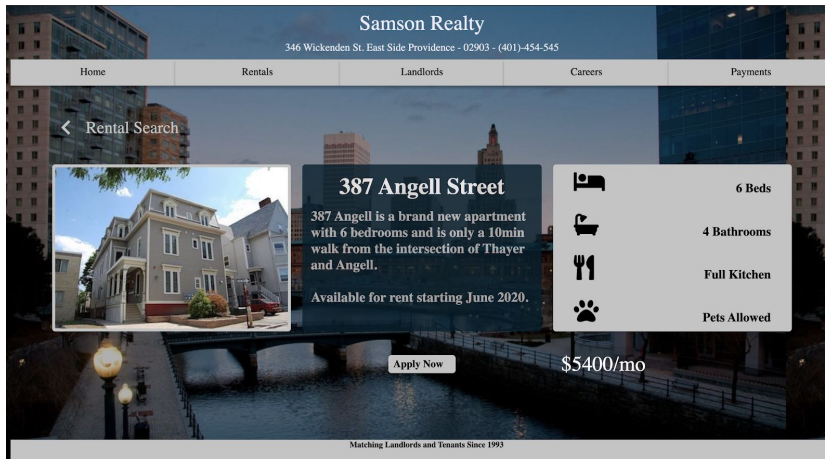 Samson Realty
346 Wickenden St. East Side Providence - 02903 - (401)-454-545
Home Rentals Landlords Careers Payments
Rental Search
387 Angell Street
387 Angell is a brand new apartment
with 6 bedrooms and is only a 10min
walk from the intersection of Thayer
and Angell.
Available for rent starting June 2020.
6 Beds
4 Bathrooms
Full Kitchen
Pets Allowed
Apply Now
$5400/mo
Matching Landlords and Tenants Since 1993